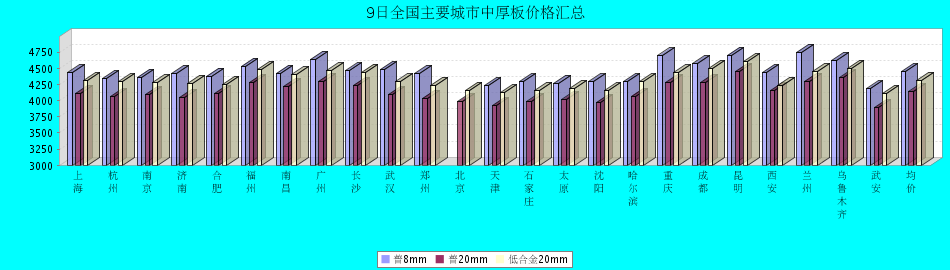 9日全国主要城市中厚板价格汇总
4750
4500
4250
4000
3750
3500
3250
3000
上海 杭州 南京 济南 合肥 福州 南昌 广州 长沙 武汉 郑州 北京 天津 石家庄 太原 沈阳 哈尔滨 重庆 成都 昆明 西安 兰州 乌鲁木齐 武安 均价
普8mm 普20mm 低合金20mm